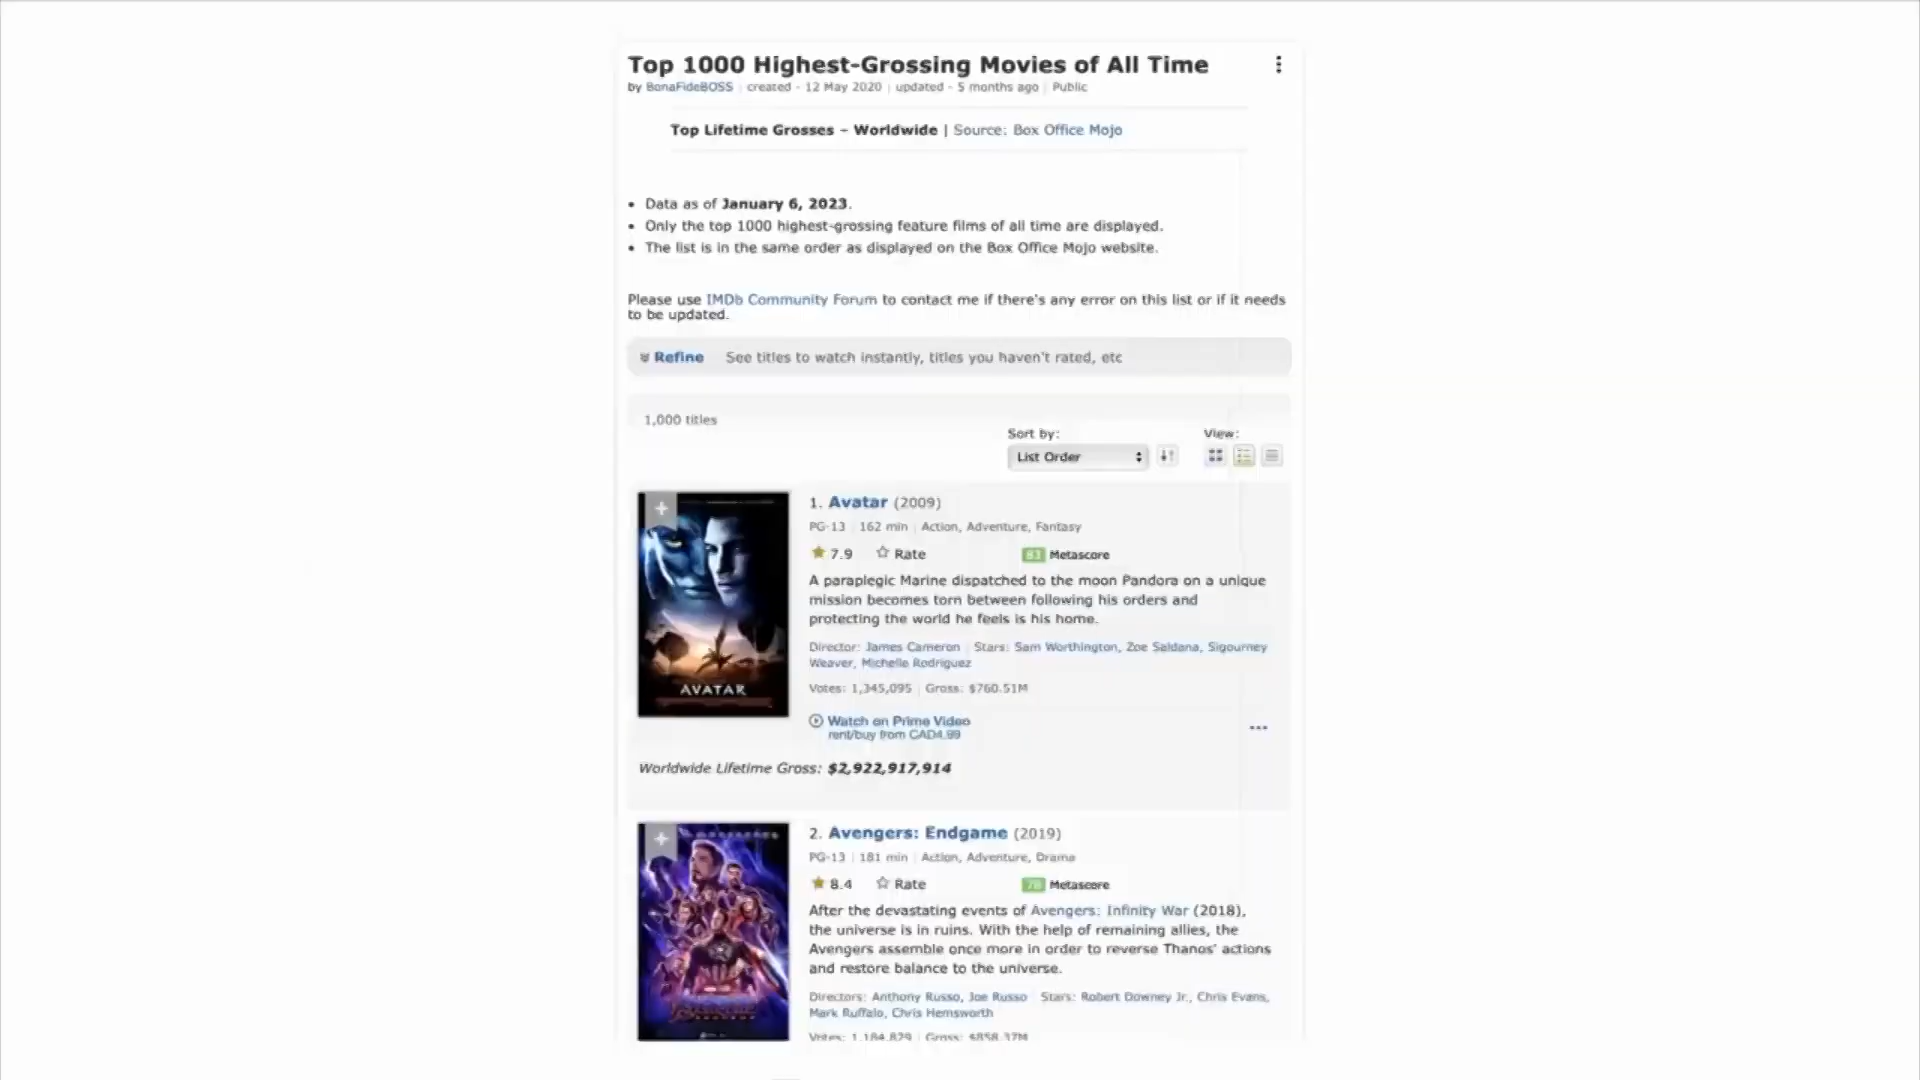 Top 1000 Highest-Grossing Movies of All Time
by BonaFideBOSS | created - 12 May 2020 | updated - 5 months ago | Public
Top Lifetime Grosses – Worldwide | Source: Box Office Mojo
• Data as of January 6, 2023.
• Only the top 1000 highest-grossing feature films of all time are displayed.
• The list is in the same order as displayed on the Box Office Mojo website.
Please use IMDb Community Forum to contact me if there's any error on this list or if it needs
to be updated.
Refine See titles to watch instantly, titles you haven't rated, etc
1,000 titles
Sort by: View:
List Order
1. Avatar (2009)
PG-13 | 162 min | Action, Adventure, Fantasy
7.9 Rate 83 Metascore
A paraplegic Marine dispatched to the moon Pandora on a unique
mission becomes torn between following his orders and
protecting the world he feels is his home.
Director: James Cameron | Stars: Sam Worthington, Zoe Saldana, Sigourney
Weaver, Michelle Rodriguez
Votes: 1,345,095 | Gross: $760.51M
AVATAR
Watch on Prime Video
rent/buy from CAD4.99
Worldwide Lifetime Gross: $2,922,917,914
2. Avengers: Endgame (2019)
PG-13 | 181 min | Action, Adventure, Drama
8.4 Rate 78 Metascore
After the devastating events of Avengers: Infinity War (2018),
the universe is in ruins. With the help of remaining allies, the
Avengers assemble once more in order to reverse Thanos' actions
and restore balance to the universe.
Directors: Anthony Russo, Joe Russo | Stars: Robert Downey Jr., Chris Evans,
Mark Ruffalo, Chris Hemsworth
Votes: 1,184,829 | Gross: $858.37M